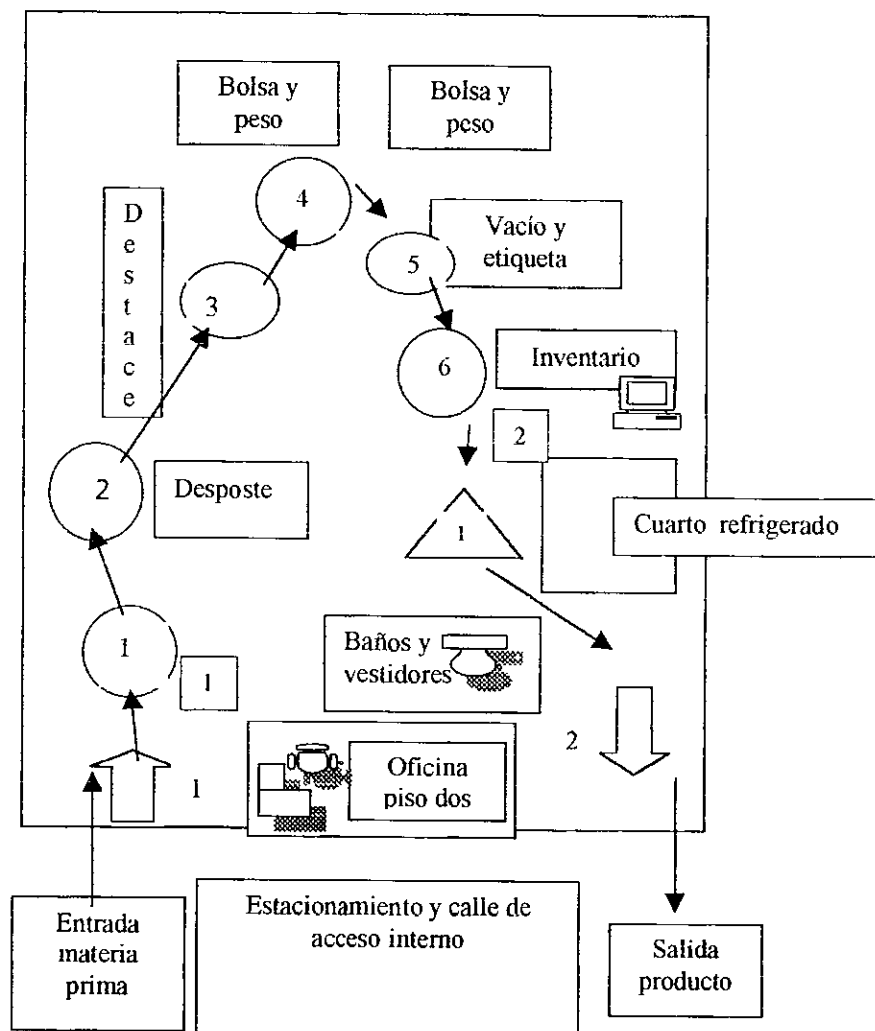 Bolsa y
peso
Bolsa y
peso
4
D
e
s
t
a
c
e
Vacío y
etiqueta
5
3
6
Inventario
2
2
Desposte
1
Cuarto refrigerado
1
1
Baños y
vestidores
2
Oficina
piso dos
1
Entrada
materia
prima
Estacionamiento y calle de
acceso interno
Salida
producto